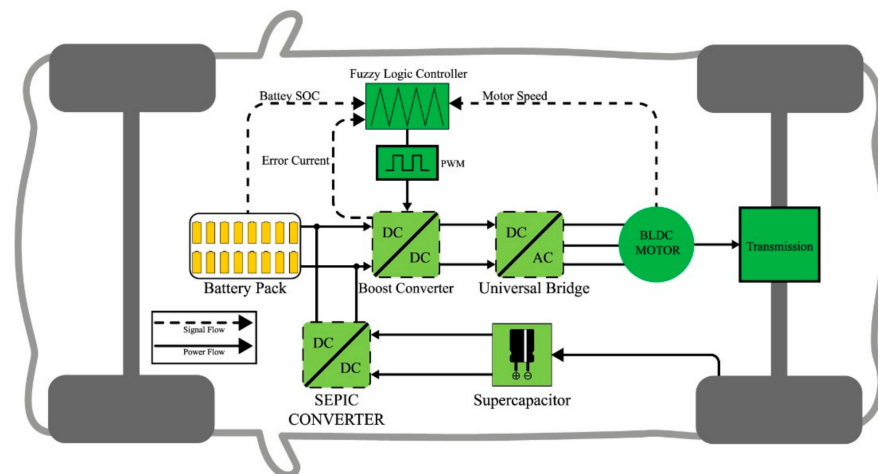 Fuzzy Logic Controller
Battey SOC
Motor Speed
Error Current
PWM
DC
DC
DC
AC
BLDC
MOTOR
Transmission
Battery Pack
Boost Converter
Universal Bridge
Signal Flow
Power Flow
DC
DC
SEPIC
CONVERTER
Supercapacitor